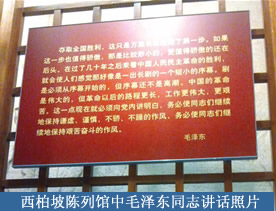 夺取全国胜利，这只是万里长征走完了第一步。如果
这一步也值得骄傲，那是比较渺小的，更值得骄傲的还在
后头。在过了几十年之后来看中国人民民主革命的胜利，
就会使人们感觉那好像是一出长剧的一个短小的序幕。剧
是必须从序幕开始的，但序幕还不是高潮。中国的革命
是伟大的，但革命以后的路程更长，工作更伟大，更艰
苦。这一点现在就必须向党内讲明白，务必使同志们继续
地保持谦虚、谨慎、不骄、不躁的作风，务必使同志们继
续地保持艰苦奋斗的作风。
毛泽东
西柏坡陈列馆中毛泽东同志讲话照片